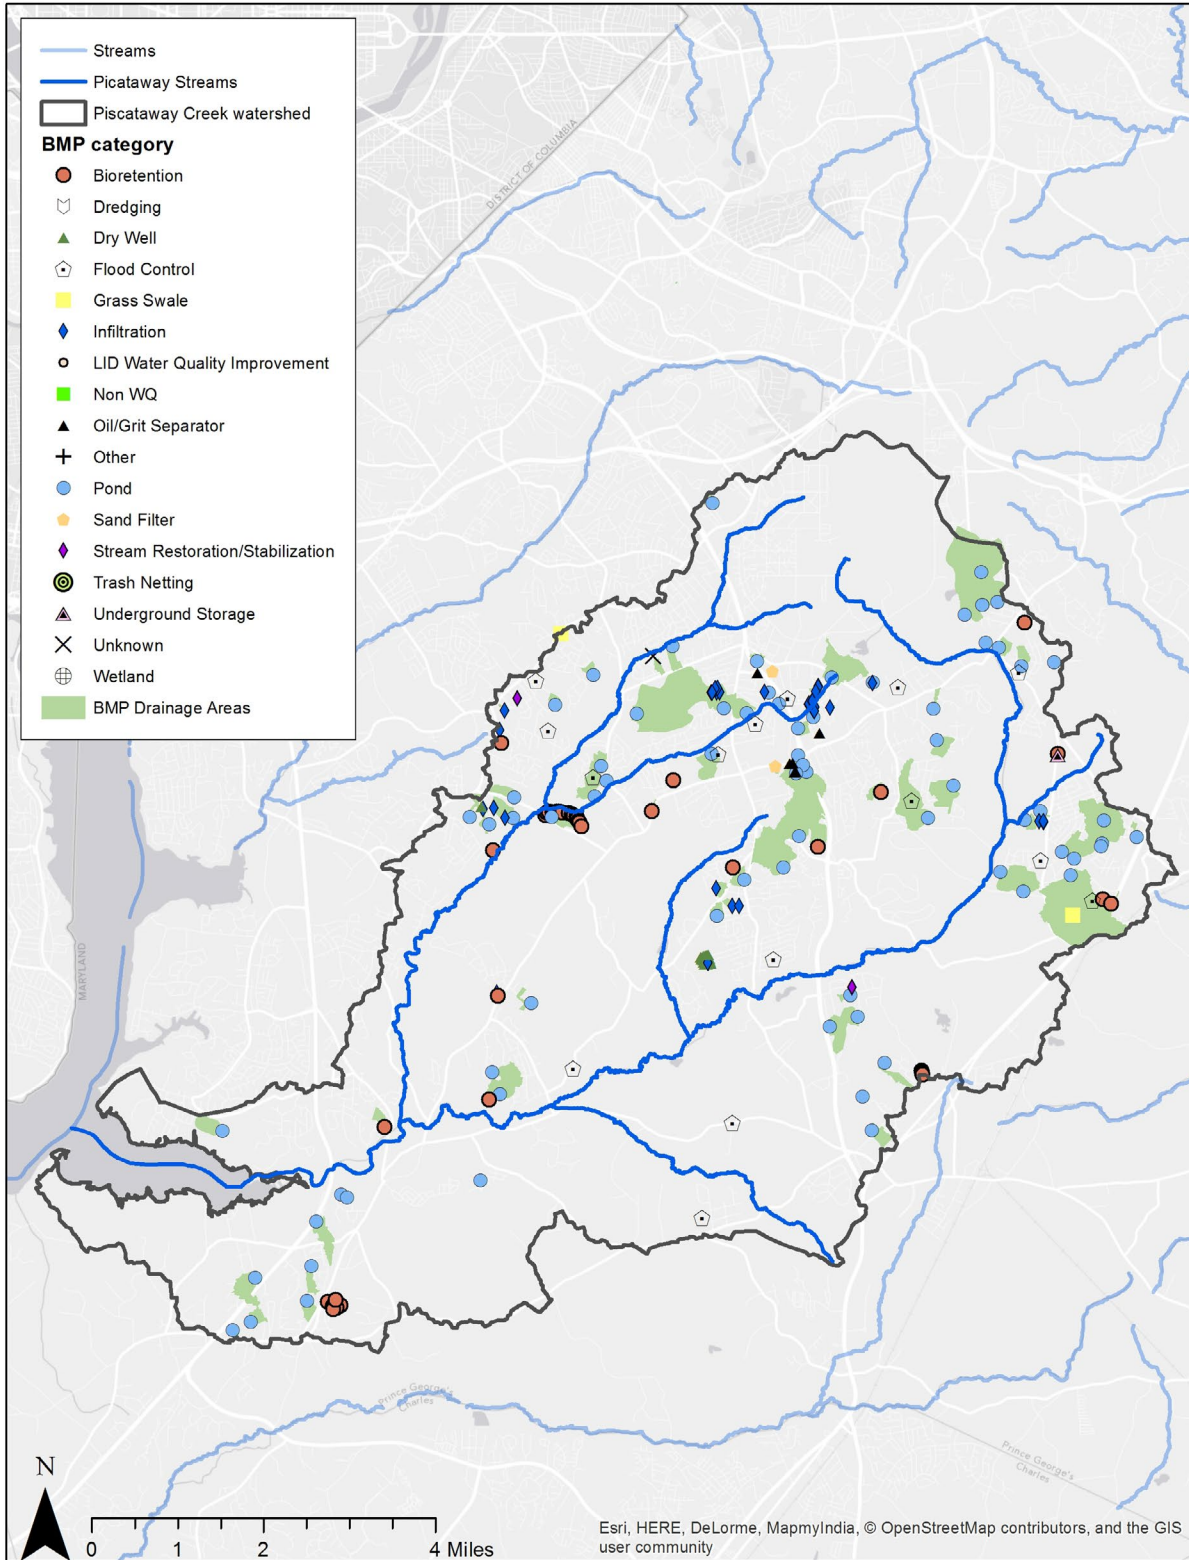 Streams
Picataway Streams
Piscataway Creek watershed
BMP category
Bioretention
Dredging
Dry Well
Flood Control
Grass Swale
Infiltration
LID Water Quality Improvement
Non WQ
Oil/Grit Separator
Other
Pond
Sand Filter
Stream Restoration/Stabilization
Trash Netting
Underground Storage
Unknown
Wetland
BMP Drainage Areas
DISTRICT OF COLUMBIA
MARYLAND
Prince George's
Charles
Prince George's
Charles
N
0 1 2 4 Miles
Esri, HERE, DeLorme, MapmyIndia, © OpenStreetMap contributors, and the GIS
user community